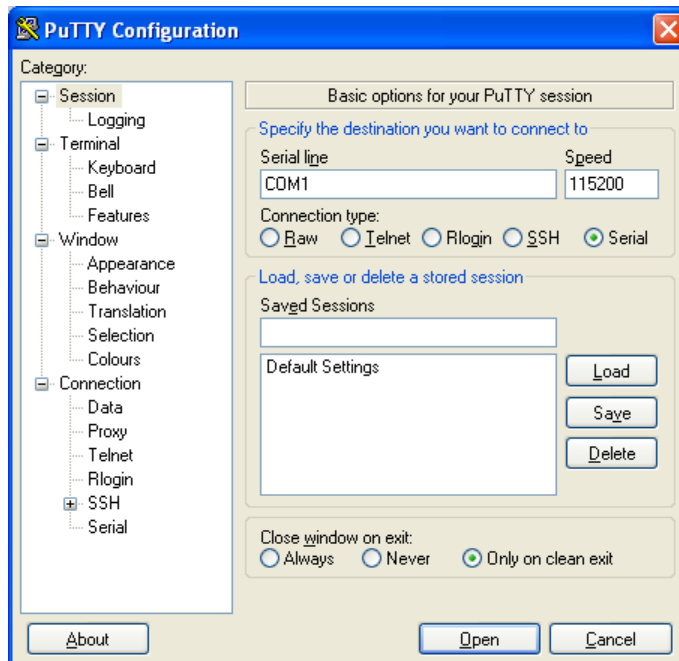 PuTTY Configuration
Category:
Session
Logging
Terminal
Keyboard
Bell
Features
Window
Appearance
Behaviour
Translation
Selection
Colours
Connection
Data
Proxy
Telnet
Rlogin
SSH
Serial
Basic options for your PuTTY session
Specify the destination you want to connect to
Serial line Speed
COM1 115200
Connection type:
Raw Telnet Rlogin SSH Serial
Load, save or delete a stored session
Saved Sessions
Default Settings
Load
Save
Delete
Close window on exit:
Always Never Only on clean exit
About Open Cancel